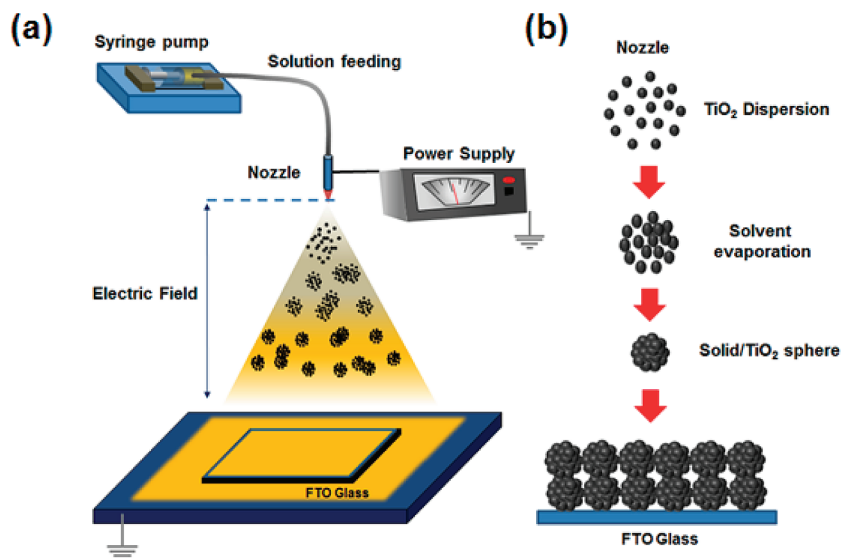 (a)
Syringe pump
Solution feeding
Nozzle
Power Supply
Electric Field
FTO Glass
(b)
Nozzle
TiO₂ Dispersion
Solvent
evaporation
Solid/TiO₂ sphere
FTO Glass